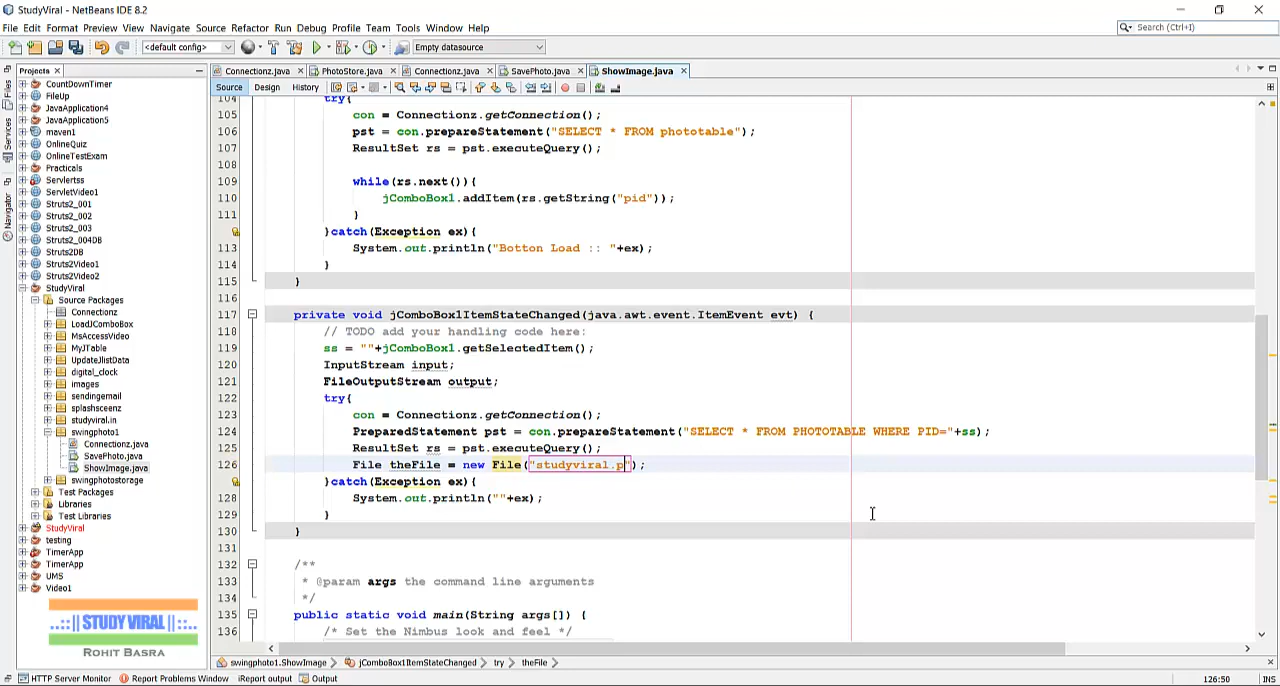 StudyViral - NetBeans IDE 8.2
File Edit Format Preview View Navigate Source Refactor Run Debug Profile Team Tools Window Help
Search (Ctrl+I)
<default config>
Empty datasource
Projects
Connectionz.java
PhotoStore.java
Connectionz.java
SavePhoto.java
ShowImage.java
Source Design History
Files
Services
Navigator
CountDownTimer
FileUp
JavaApplication4
JavaApplication5
maven1
OnlineQuiz
OnlineTestExam
Practicals
Servlertss
ServletVideo1
Struts2_001
Struts2_002
Struts2_003
Struts2_004DB
Struts2DB
Struts2Video1
Struts2Video2
StudyViral
Source Packages
Connectionz
LoadJComboBox
MsAccessVideo
MyJTable
UpdateJlistData
digital_clock
images
sendingemail
splashsceenz
studyviral.in
swingphoto1
Connectionz.java
SavePhoto.java
ShowImage.java
swingphotostorage
Test Packages
Libraries
Test Libraries
StudyViral
testing
TimerApp
TimerApp
UMS
Video1
..::|| STUDY VIRAL ||::..
ROHIT BASRA
104 try{
105 con = Connectionz.getConnection();
106 pst = con.prepareStatement("SELECT * FROM phototable");
107 ResultSet rs = pst.executeQuery();
108
109 while(rs.next()){
110 jComboBox1.addItem(rs.getString("pid"));
111 }
}catch(Exception ex){
113 System.out.println("Botton Load :: "+ex);
114 }
115 }
116
117 private void jComboBox1ItemStateChanged(java.awt.event.ItemEvent evt) {
118 // TODO add your handling code here:
119 ss = ""+jComboBox1.getSelectedItem();
120 InputStream input;
121 FileOutputStream output;
122 try{
123 con = Connectionz.getConnection();
124 PreparedStatement pst = con.prepareStatement("SELECT * FROM PHOTOTABLE WHERE PID="+ss);
125 ResultSet rs = pst.executeQuery();
126 File theFile = new File("studyviral.p");
}catch(Exception ex){
128 System.out.println(""+ex);
129 }
130 }
131
132 /**
133 * @param args the command line arguments
134 */
135 public static void main(String args[]) {
136 /* Set the Nimbus look and feel */
swingphoto1.ShowImage jComboBox1ItemStateChanged try theFile
HTTP Server Monitor Report Problems Window iReport output Output
126:50 INS